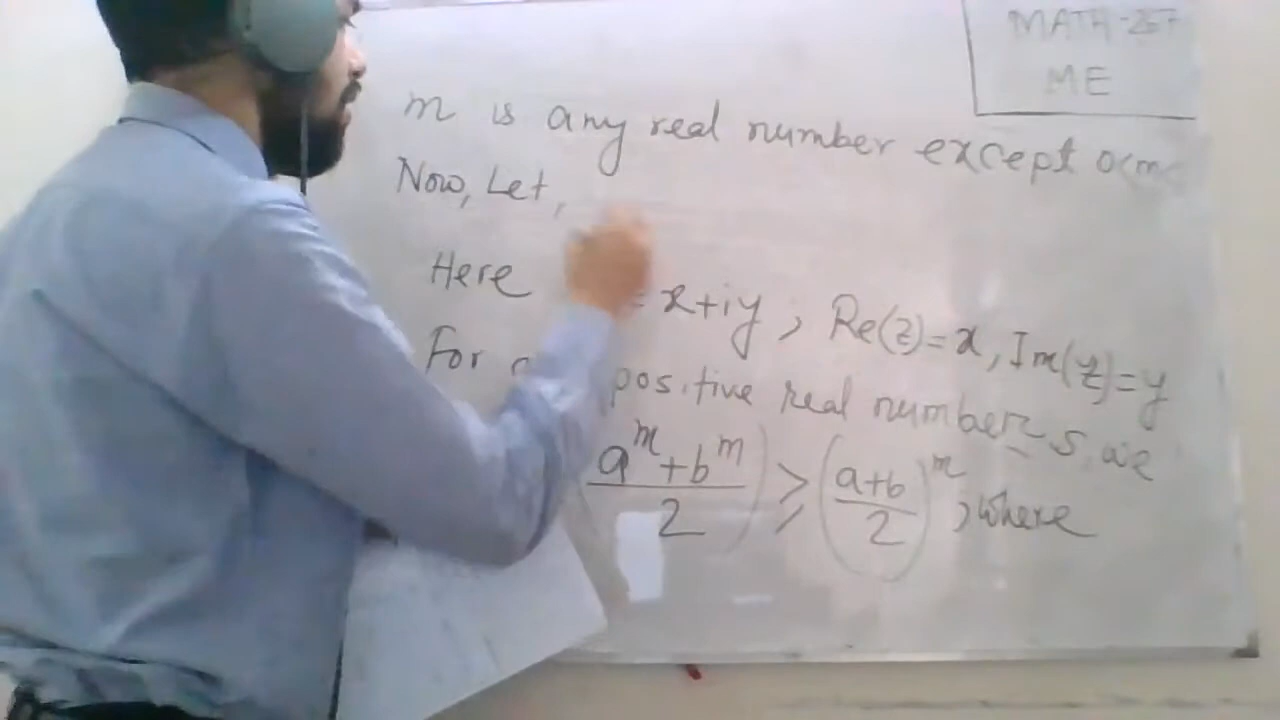 MATH-257
ME
m is any real number except 0<m<
Now, Let,
Here = x+iy, Re(z)=x, Im(z)=y
For positive real numbers we
(a^m+b^m)/2) ≥ ((a+b)/2)^m, where